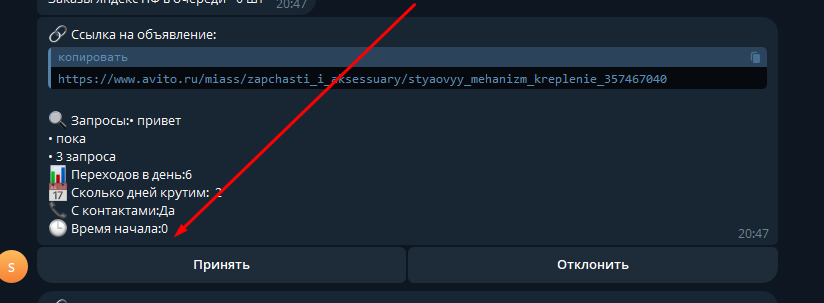 Заказы Яндекс ПФ в очереди - 0 шт
20:47
Ссылка на объявление:
копировать
https://www.avito.ru/miass/zapchasti_i_aksessuary/styaovyy_mehanizm_kreplenie_357467040
Запросы:• привет
• пока
• 3 запроса
Переходов в день:6
17 Сколько дней крутим: 2
С контактами:Да
Время начала:0
20:47
S
Принять
Отклонить